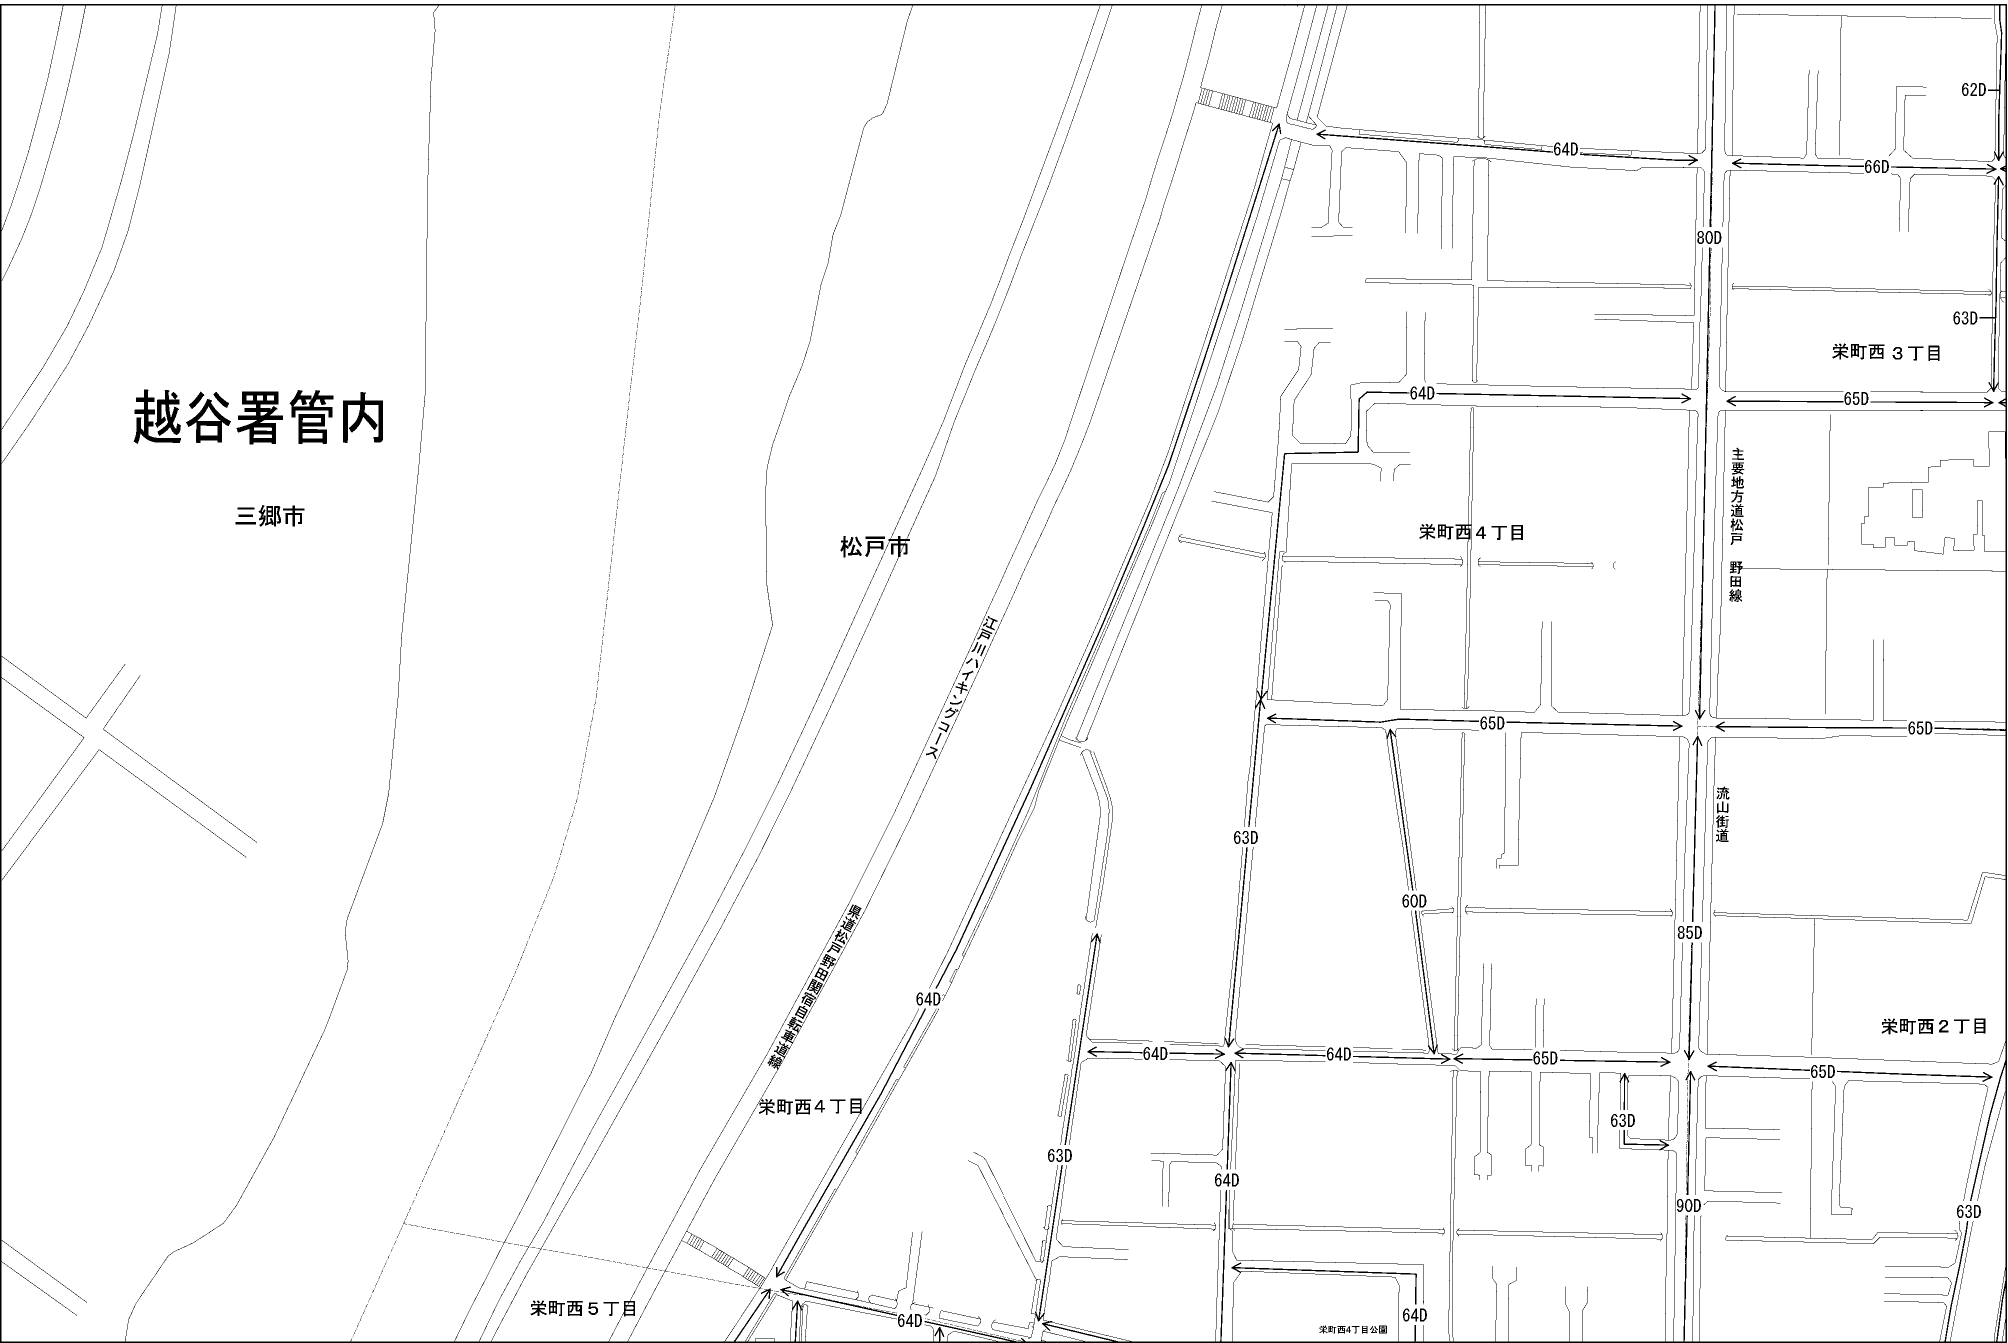 62D
64D
66D
80D
63D
栄町西３丁目
64D
65D
越谷署管内
三郷市
松戸市
主要地方道松戸　野田線
栄町西４丁目
江戸川ハイキングコース
65D
65D
流山街道
63D
60D
85D
県道松戸野田関宿自転車道線
64D
栄町西２丁目
64D
64D
65D
65D
栄町西４丁目
63D
63D
64D
90D
63D
栄町西５丁目
64D
64D
栄町西4丁目公園